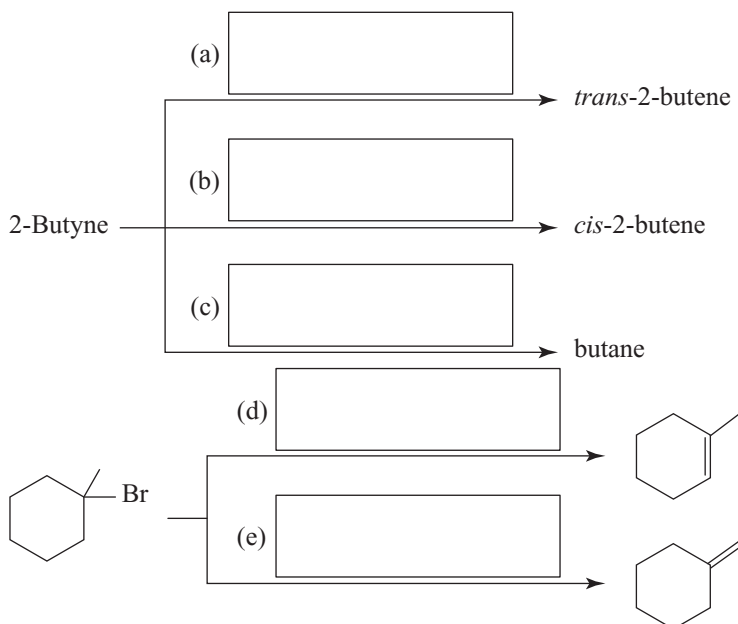 (a)
trans-2-butene
(b)
2-Butyne
cis-2-butene
(c)
butane
(d)
Br
(e)